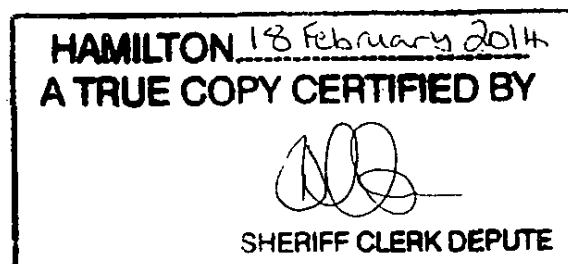 HAMILTON 18 February 2014
A TRUE COPY CERTIFIED BY
SHERIFF CLERK DEPUTE